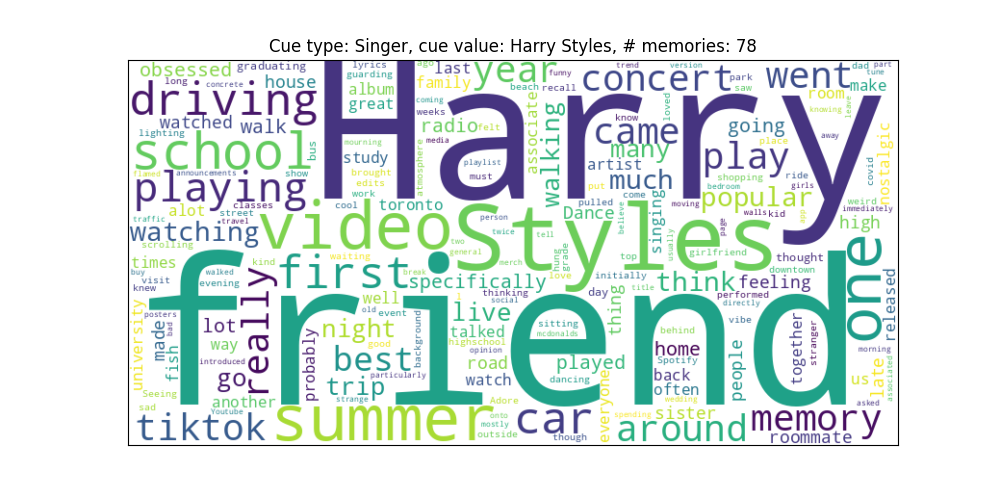 Cue type: Singer, cue value: Harry Styles, # memories: 78
obsessed graduating lyrics ago last year concert funny trend version went dad part
long concrete house guarding family beach recall park saw make tune
driving album great coming weeks Harry associate came loved room knowing leave
watched walk radio felt know many going away nostalgic
lighting bus mourning media atmosphere playlist must walking artist play place covid
school study brought edits much put shopping ride girls
flawed announcements show work bedroom popular weird immediately
playing classes cool toronto pulled come moving walls kid
alot street travel video Styles Dance singing believe page app high
watching traffic person twice tell usually girlfriend thought
scrolling two general merch hung grade top downtown
times kind waiting first break specifically love initially title think feeling one
buy visit knew walked evening friend thinking social day thing performed directly released
university posters made really well old event live sitting mcdonalds behind vibe
fish bad lot probably night background talked highschool opinion home Spotify people together stranger morning
way introduced good best road played back us late associated
Seeing go particularly watch dancing often
another trip strange Adore everyone wedding asked
sad Youtube summer onto mostly car spending sister memory
tiktok outside though around roommate